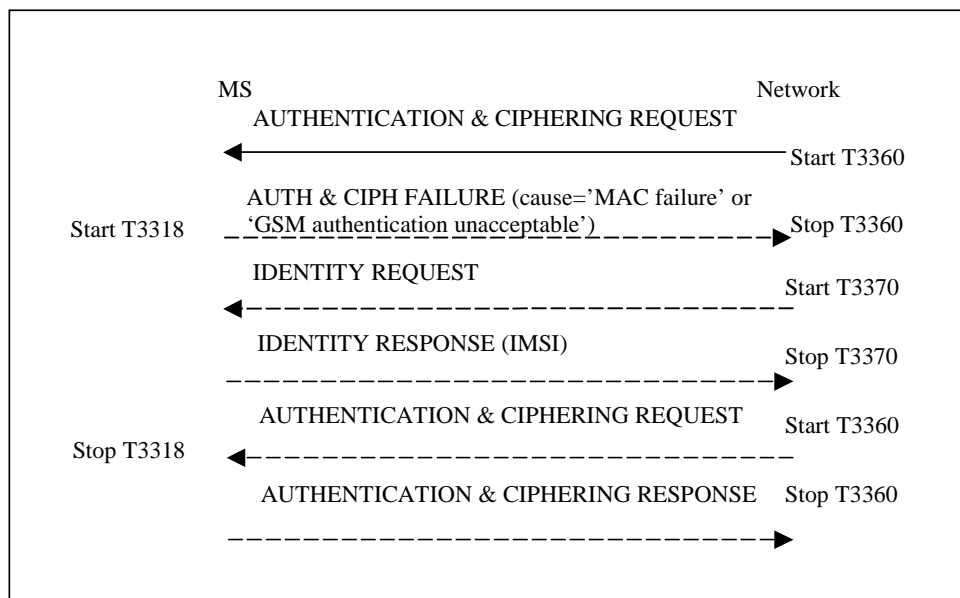 MS Network
AUTHENTICATION & CIPHERING REQUEST
Start T3360
AUTH & CIPH FAILURE (cause=’MAC failure’ or
‘GSM authentication unacceptable’)
Start T3318 Stop T3360
IDENTITY REQUEST
Start T3370
IDENTITY RESPONSE (IMSI)
Stop T3370
AUTHENTICATION & CIPHERING REQUEST
Start T3360
Stop T3318
AUTHENTICATION & CIPHERING RESPONSE Stop T3360